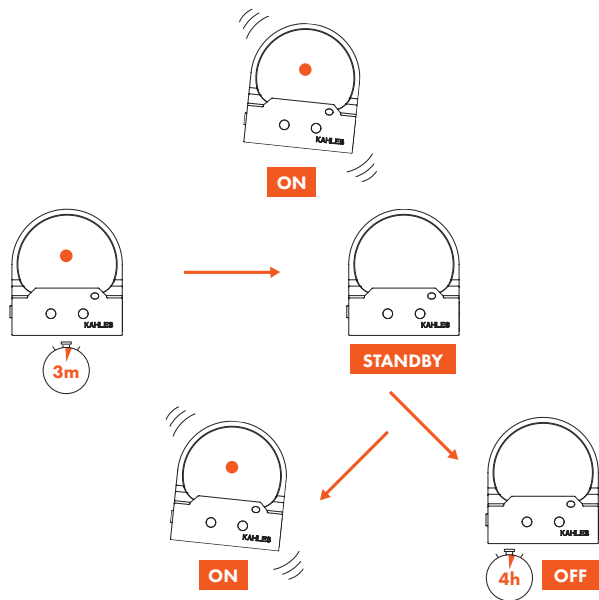 KAHLES
ON
KAHLES
3m
KAHLES
STANDBY
KAHLES
ON
KAHLES
4h
OFF